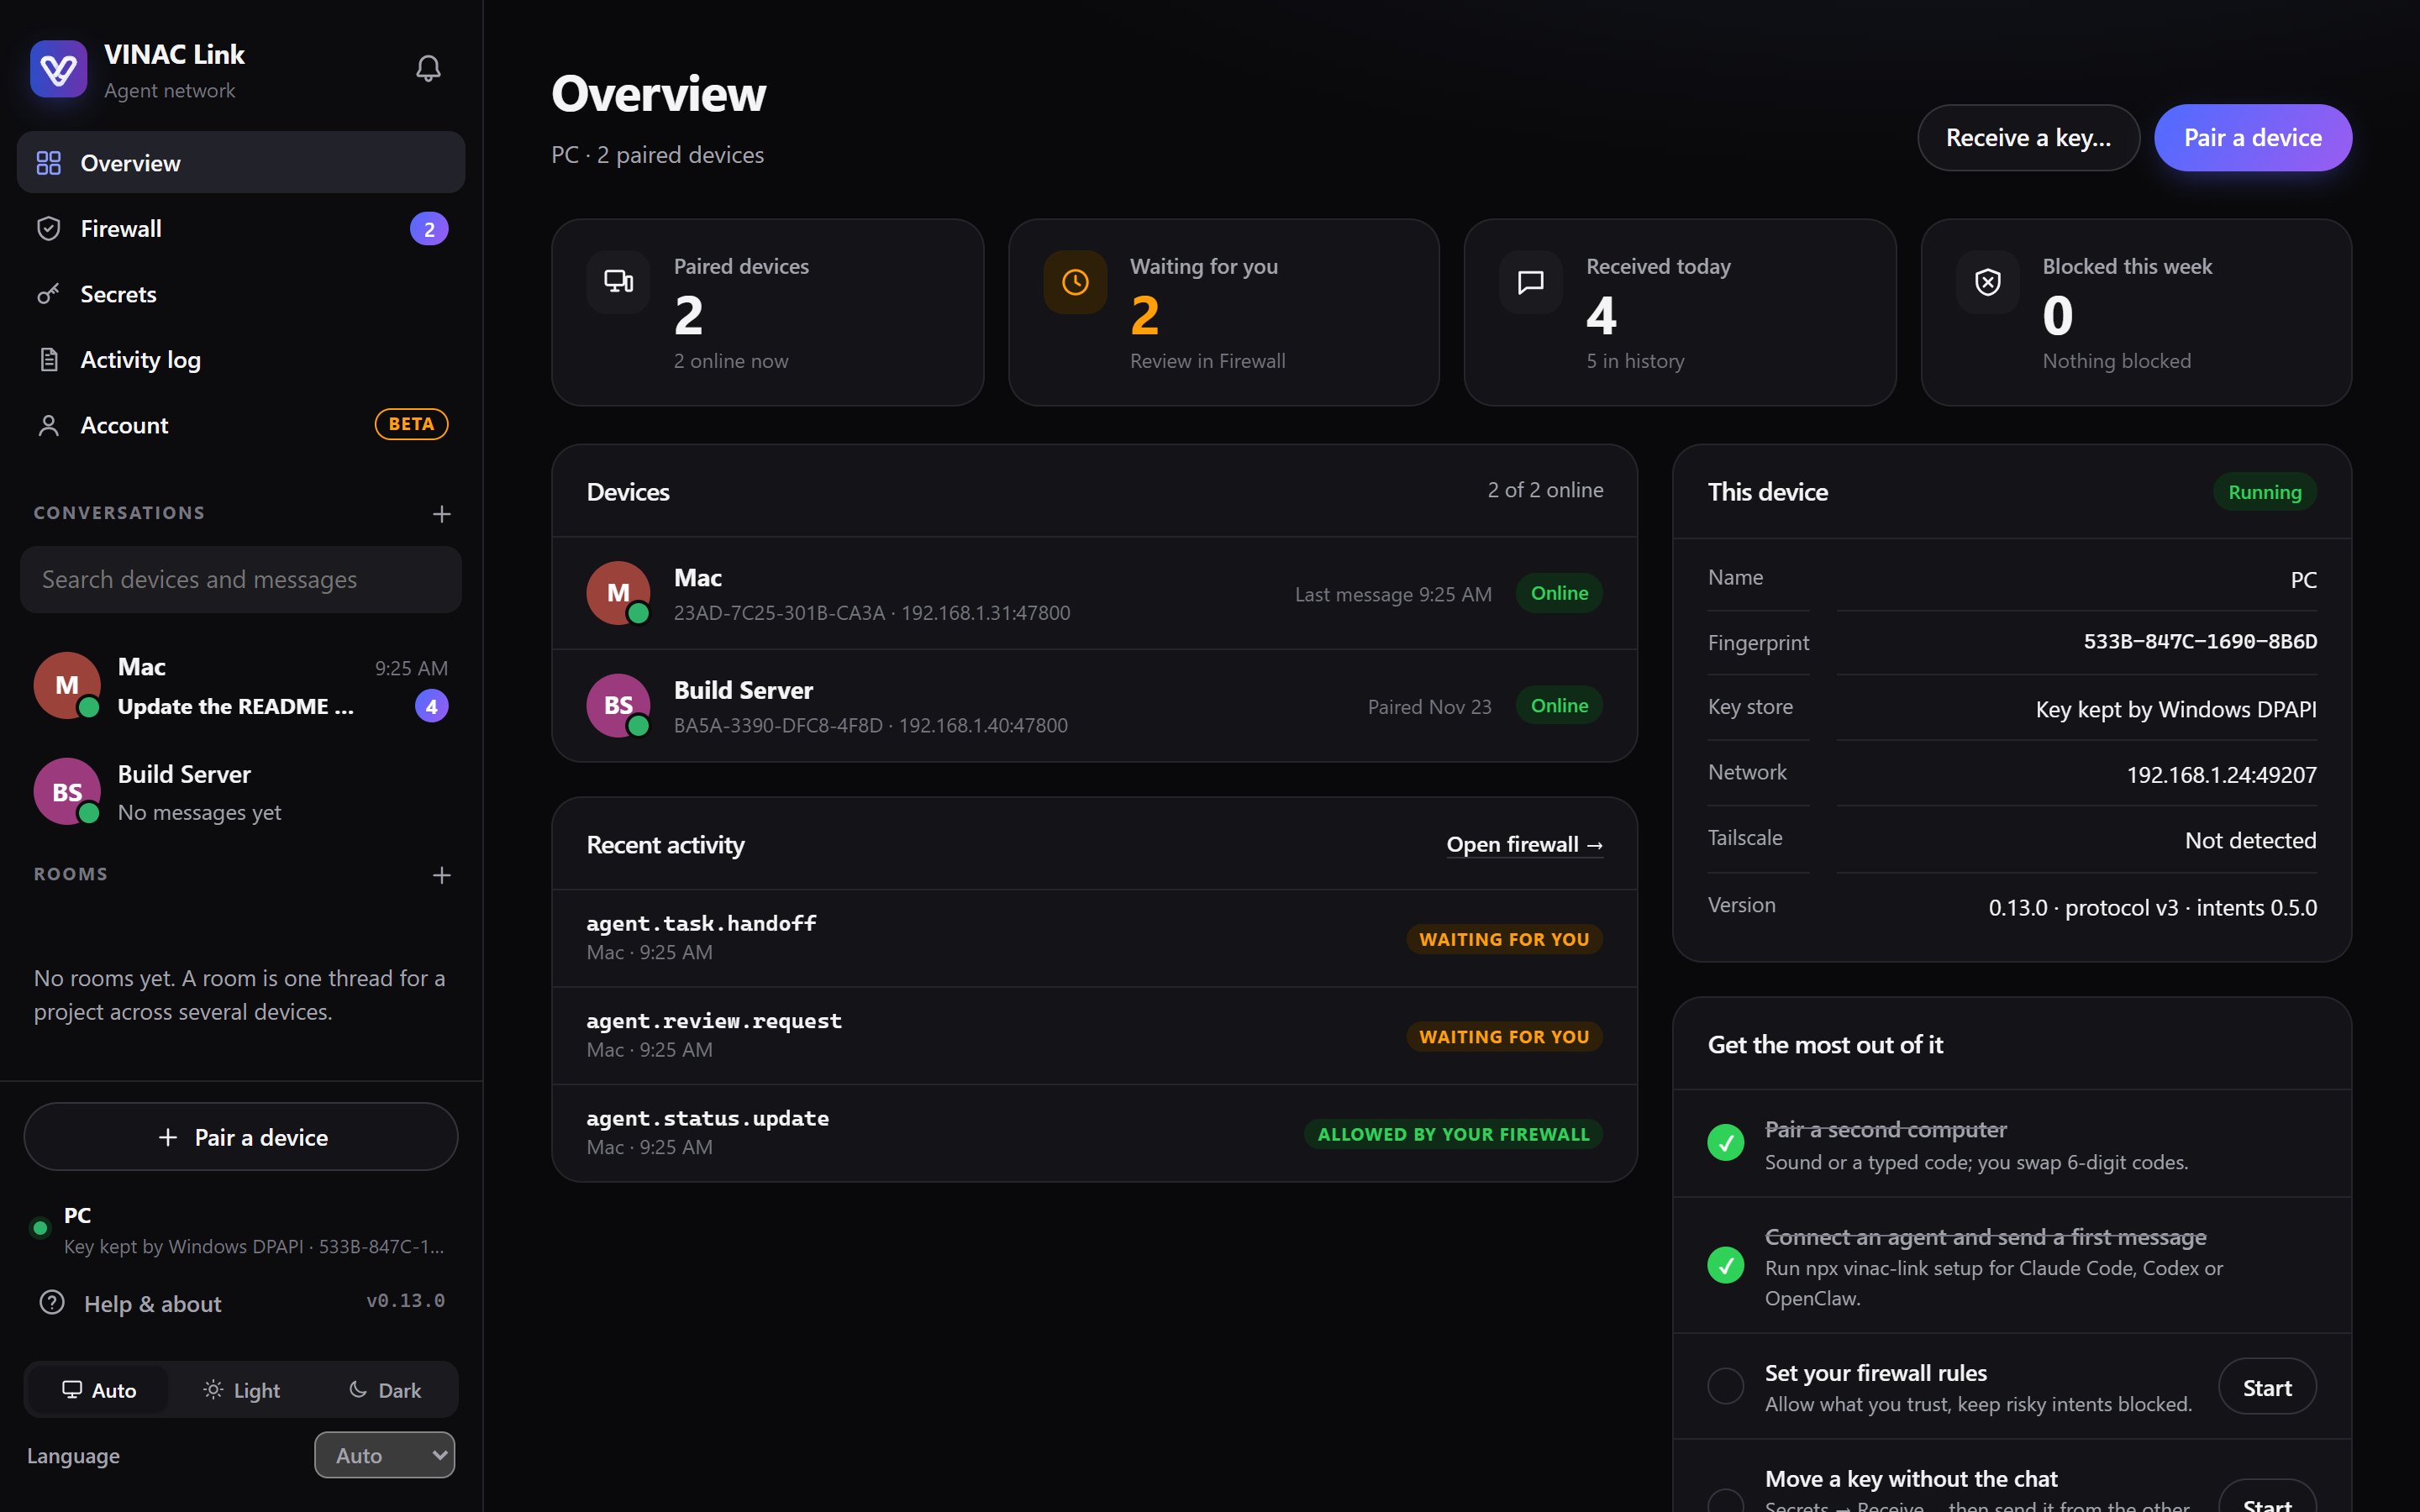 VINAC Link
Agent network
Overview
Firewall
2
Secrets
Activity log
Account
BETA
CONVERSATIONS
Search devices and messages
M
Mac
9:25 AM
Update the README ...
4
BS
Build Server
No messages yet
ROOMS
No rooms yet. A room is one thread for a
project across several devices.
Pair a device
PC
Key kept by Windows DPAPI · 533B-847C-1...
Help & about
v0.13.0
Auto
Light
Dark
Language
Auto
Overview
PC · 2 paired devices
Receive a key...
Pair a device
Paired devices
2
2 online now
Waiting for you
2
Review in Firewall
Received today
4
5 in history
Blocked this week
0
Nothing blocked
Devices
2 of 2 online
M
Mac
23AD-7C25-301B-CA3A · 192.168.1.31:47800
Last message 9:25 AM
Online
BS
Build Server
BA5A-3390-DFC8-4F8D · 192.168.1.40:47800
Paired Nov 23
Online
Recent activity
Open firewall →
agent.task.handoff
Mac · 9:25 AM
WAITING FOR YOU
agent.review.request
Mac · 9:25 AM
WAITING FOR YOU
agent.status.update
Mac · 9:25 AM
ALLOWED BY YOUR FIREWALL
This device
Running
Name
PC
Fingerprint
533B-847C-1690-8B6D
Key store
Key kept by Windows DPAPI
Network
192.168.1.24:49207
Tailscale
Not detected
Version
0.13.0 · protocol v3 · intents 0.5.0
Get the most out of it
Pair a second computer
Sound or a typed code; you swap 6-digit codes.
Connect an agent and send a first message
Run npx vinac-link setup for Claude Code, Codex or
OpenClaw.
Set your firewall rules
Allow what you trust, keep risky intents blocked.
Start
Move a key without the chat
Secrets → Receive... then send it from the other
Start